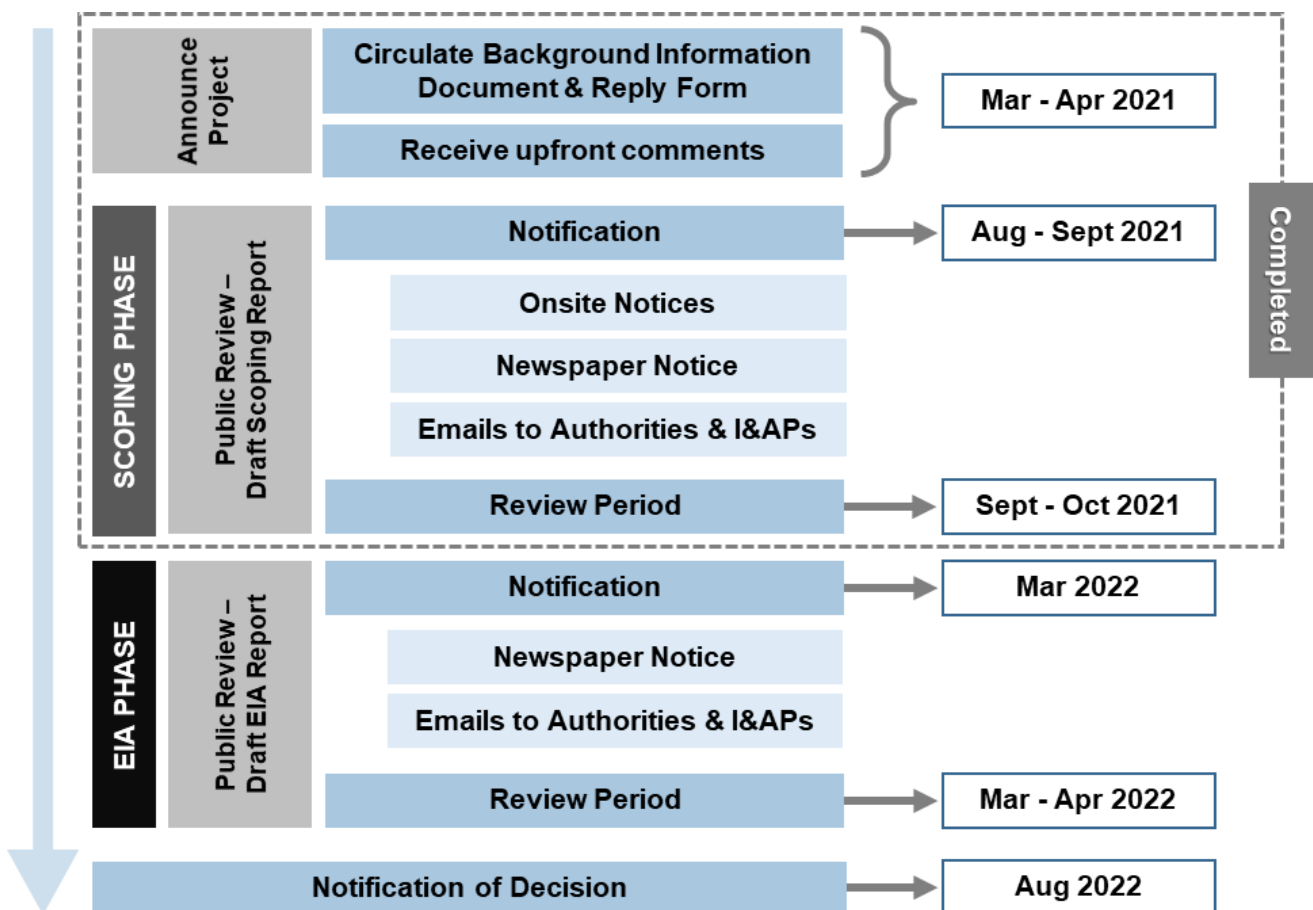 Announce
Project
Circulate Background Information
Document & Reply Form
Receive upfront comments
Mar - Apr 2021
Completed
SCOPING PHASE
Public Review –
Draft Scoping Report
Notification
Aug - Sept 2021
Onsite Notices
Newspaper Notice
Emails to Authorities & I&APs
Review Period
Sept - Oct 2021
EIA PHASE
Public Review –
Draft EIA Report
Notification
Mar 2022
Newspaper Notice
Emails to Authorities & I&APs
Review Period
Mar - Apr 2022
Notification of Decision
Aug 2022